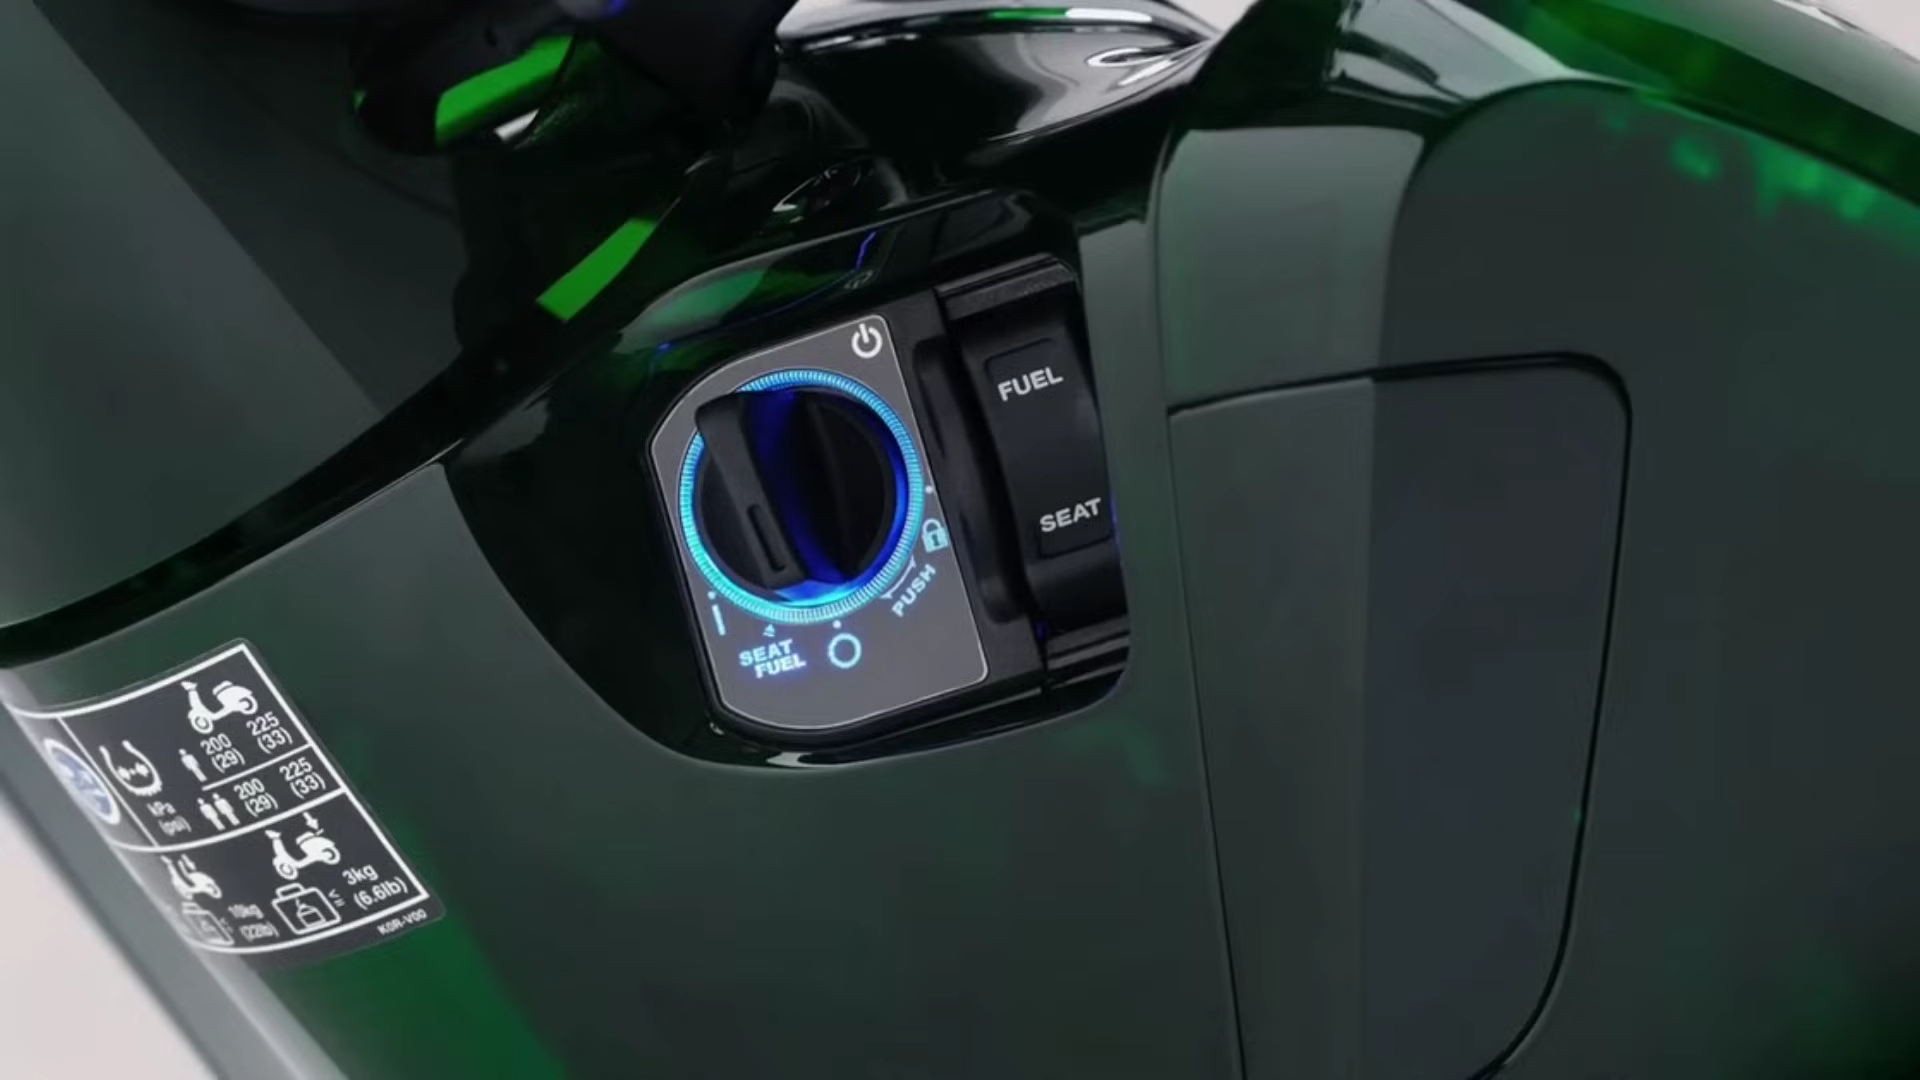 FUEL
SEAT
PUSH
SEAT
FUEL
200
(29)
225
(33)
kPa
(psi)
200
(29)
225
(33)
10kg
(22lb)
≤
3kg
(6.6lb)
K0R-V00